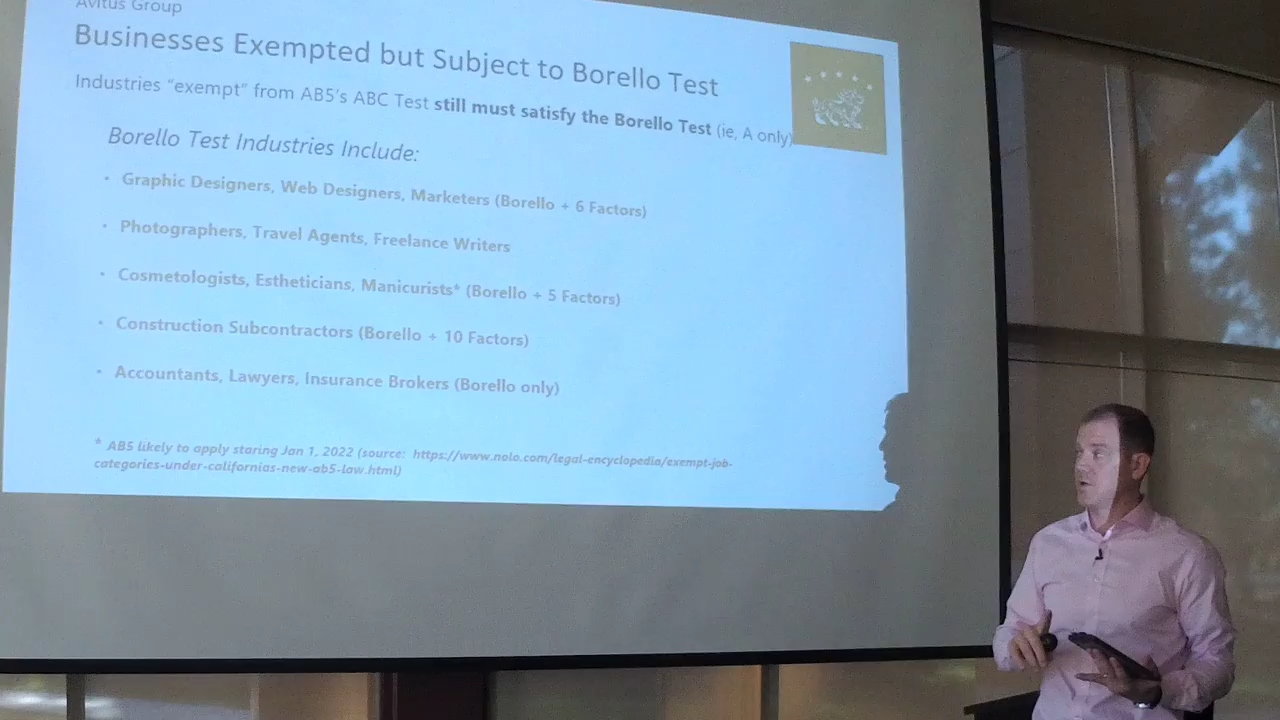 Avitus Group
Businesses Exempted but Subject to Borello Test
Industries “exempt” from AB5’s ABC Test still must satisfy the Borello Test (ie, A only)
Borello Test Industries Include:
• Graphic Designers, Web Designers, Marketers (Borello + 6 Factors)
• Photographers, Travel Agents, Freelance Writers
• Cosmetologists, Estheticians, Manicurists* (Borello + 5 Factors)
• Construction Subcontractors (Borello + 10 Factors)
• Accountants, Lawyers, Insurance Brokers (Borello only)
* AB5 likely to apply staring Jan 1, 2022 (source: https://www.nolo.com/legal-encyclopedia/exempt-job-
categories-under-californias-new-ab5-law.html)